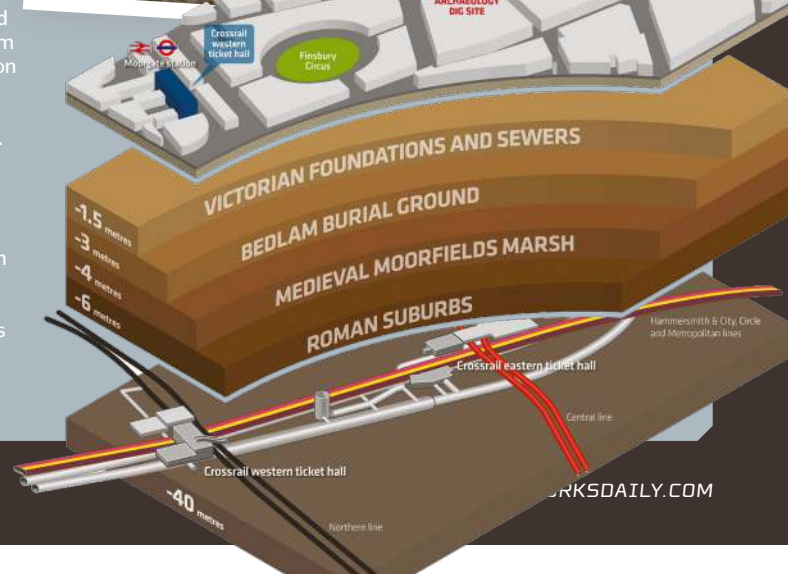 ARCHAEOLOGY
DIG SITE
Crossrail
western
ticket hall
Moorgate station
Finsbury
Circus
VICTORIAN FOUNDATIONS AND SEWERS
-1.5 metres
BEDLAM BURIAL GROUND
-3 metres
MEDIEVAL MOORFIELDS MARSH
-4 metres
ROMAN SUBURBS
-6 metres
Hammersmith & City, Circle
and Metropolitan lines
Crossrail eastern ticket hall
Central line
Crossrail western ticket hall
-40 metres
Northern line
RKSDAILY.COM